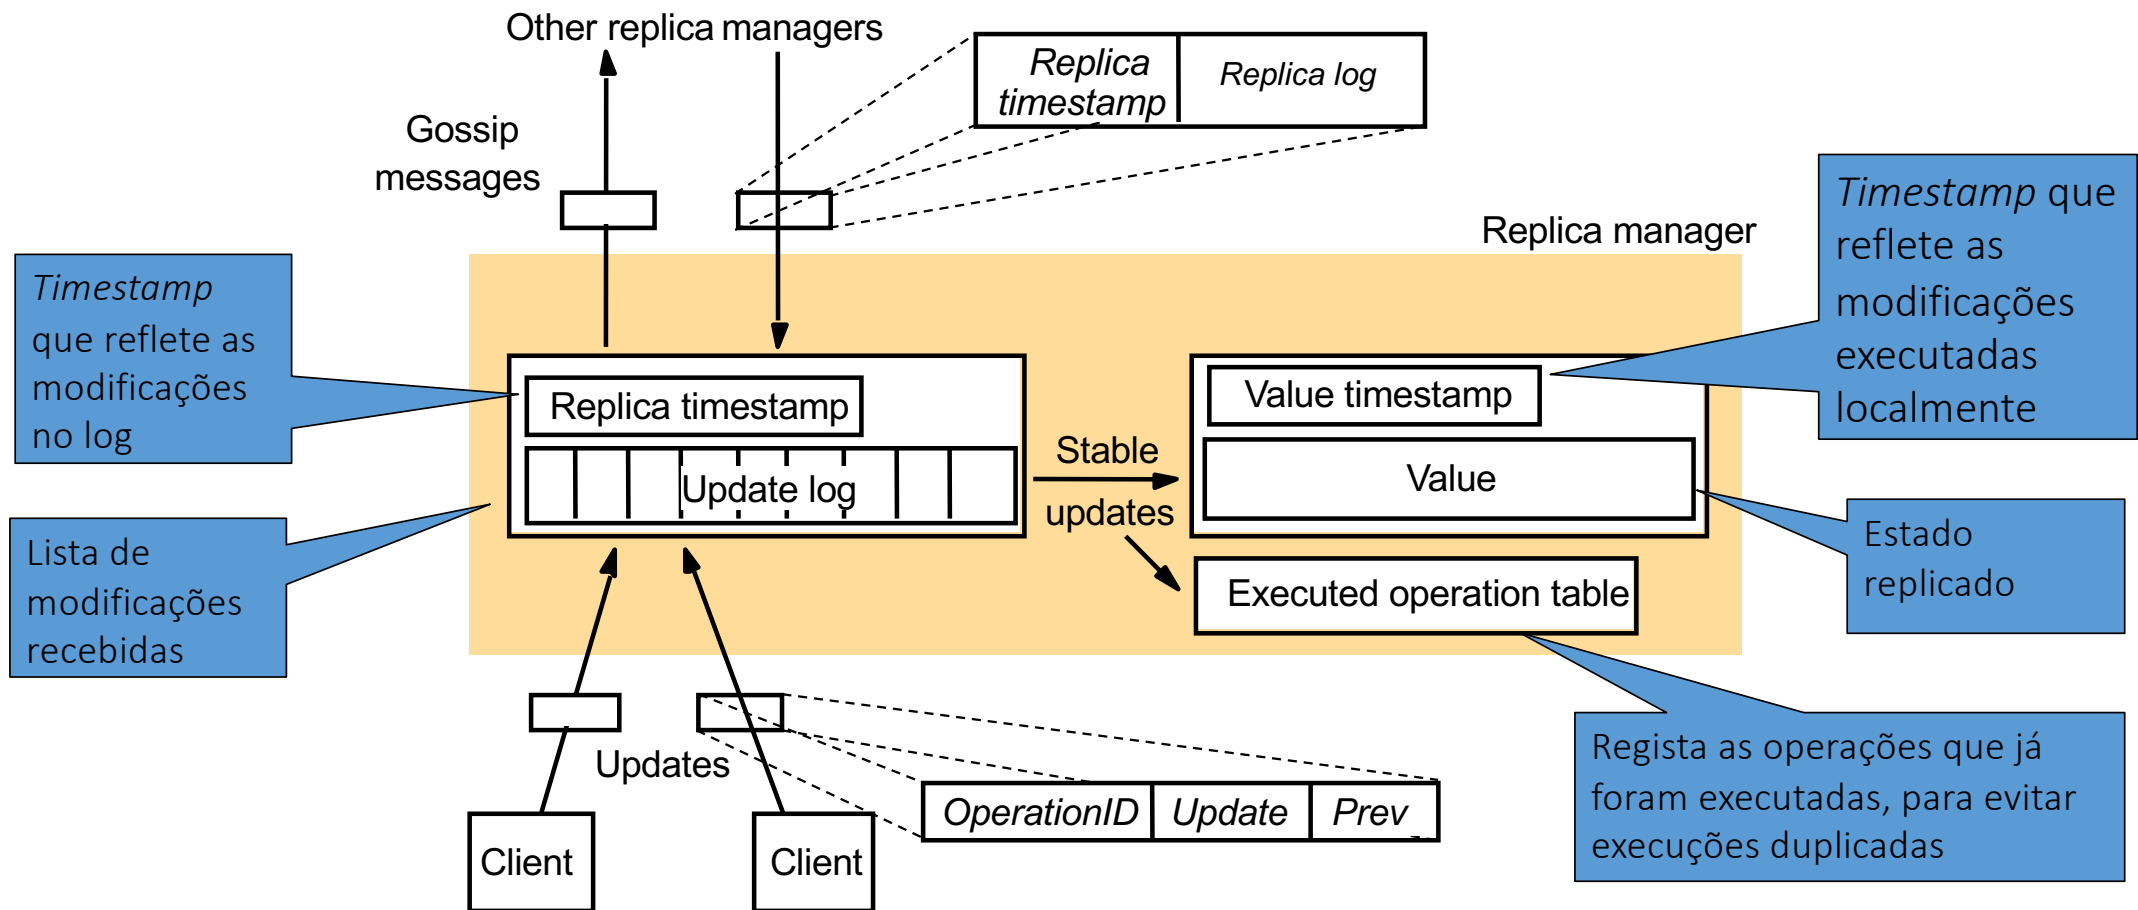 Other replica managers
Replica
timestamp
Replica log
Gossip
messages
Replica manager
Timestamp que
reflete as
modificações
executadas
localmente
Timestamp
que reflete as
modificações
no log
Replica timestamp
Update log
Stable
updates
Value timestamp
Value
Executed operation table
Lista de
modificações
recebidas
Estado
replicado
Updates
OperationID
Update
Prev
Client
Client
Regista as operações que já
foram executadas, para evitar
execuções duplicadas